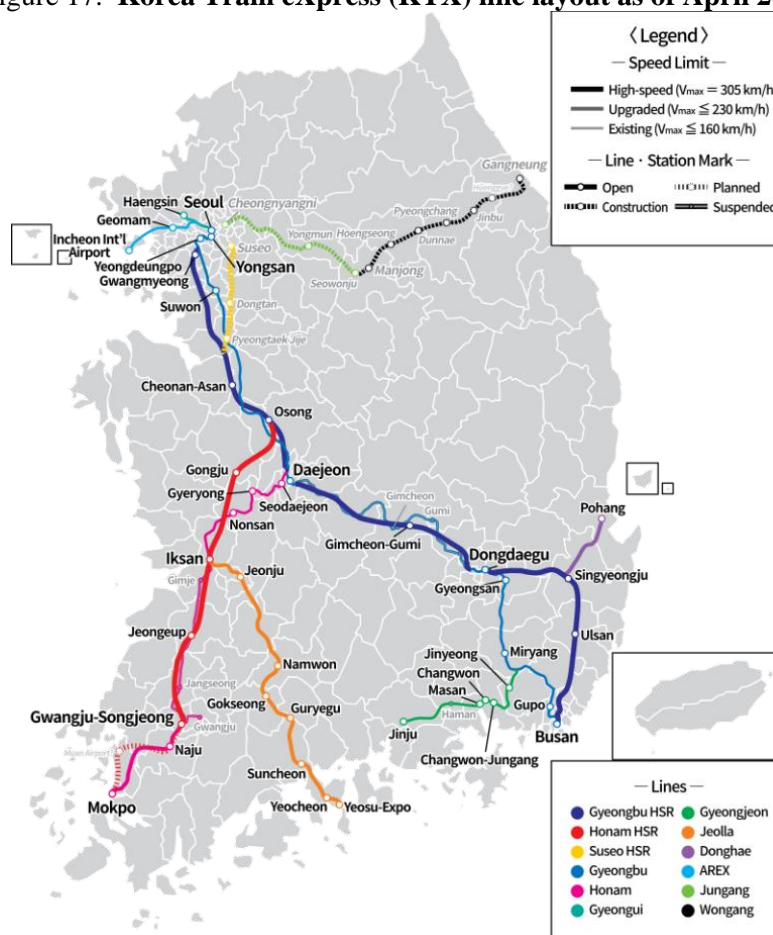 igure 17. Korea Train eXpress (KTX) line layout as of April 2
〈Legend〉
— Speed Limit —
High-speed (Vmax = 305 km/h
Upgraded (Vmax ≦ 230 km/h)
Existing (Vmax ≦ 160 km/h)
— Line · Station Mark —
Open
Planned
Construction
Suspended
Gangneung
Haengsin
Seoul
Cheongnyangni
Pyeongchang
Jinbu
Geomam
Yongmun
Hoengseong
Dunnae
Incheon Int'l
Airport
Suseo
Yeongdeungpo
Yongsan
Manjong
Gwangmyeong
Seowonju
Suwon
Dongtan
Pyeongtaek Jije
Cheonan-Asan
Osong
Gongju
Daejeon
Gyeryong
Seodaejeon
Gimcheon
Gumi
Pohang
Nonsan
Gimcheon-Gumi
Iksan
Dongdaegu
Jeonju
Singyeongju
Gimje
Gyeongsan
Jeongeup
Ulsan
Miryang
Jinyeong
Namwon
Changwon
Jangseong
Masan
Gokseong
Guryegu
Gwangju-Songjeong
Gwangju
Haman
Gupo
Jinju
Busan
Naju
Changwon-Jungang
Suncheon
Mokpo
Yeocheon
Yeosu-Expo
— Lines —
Gyeongbu HSR
Gyeongjeon
Honam HSR
Jeolla
Suseo HSR
Donghae
Gyeongbu
AREX
Honam
Jungang
Gyeongui
Wongang